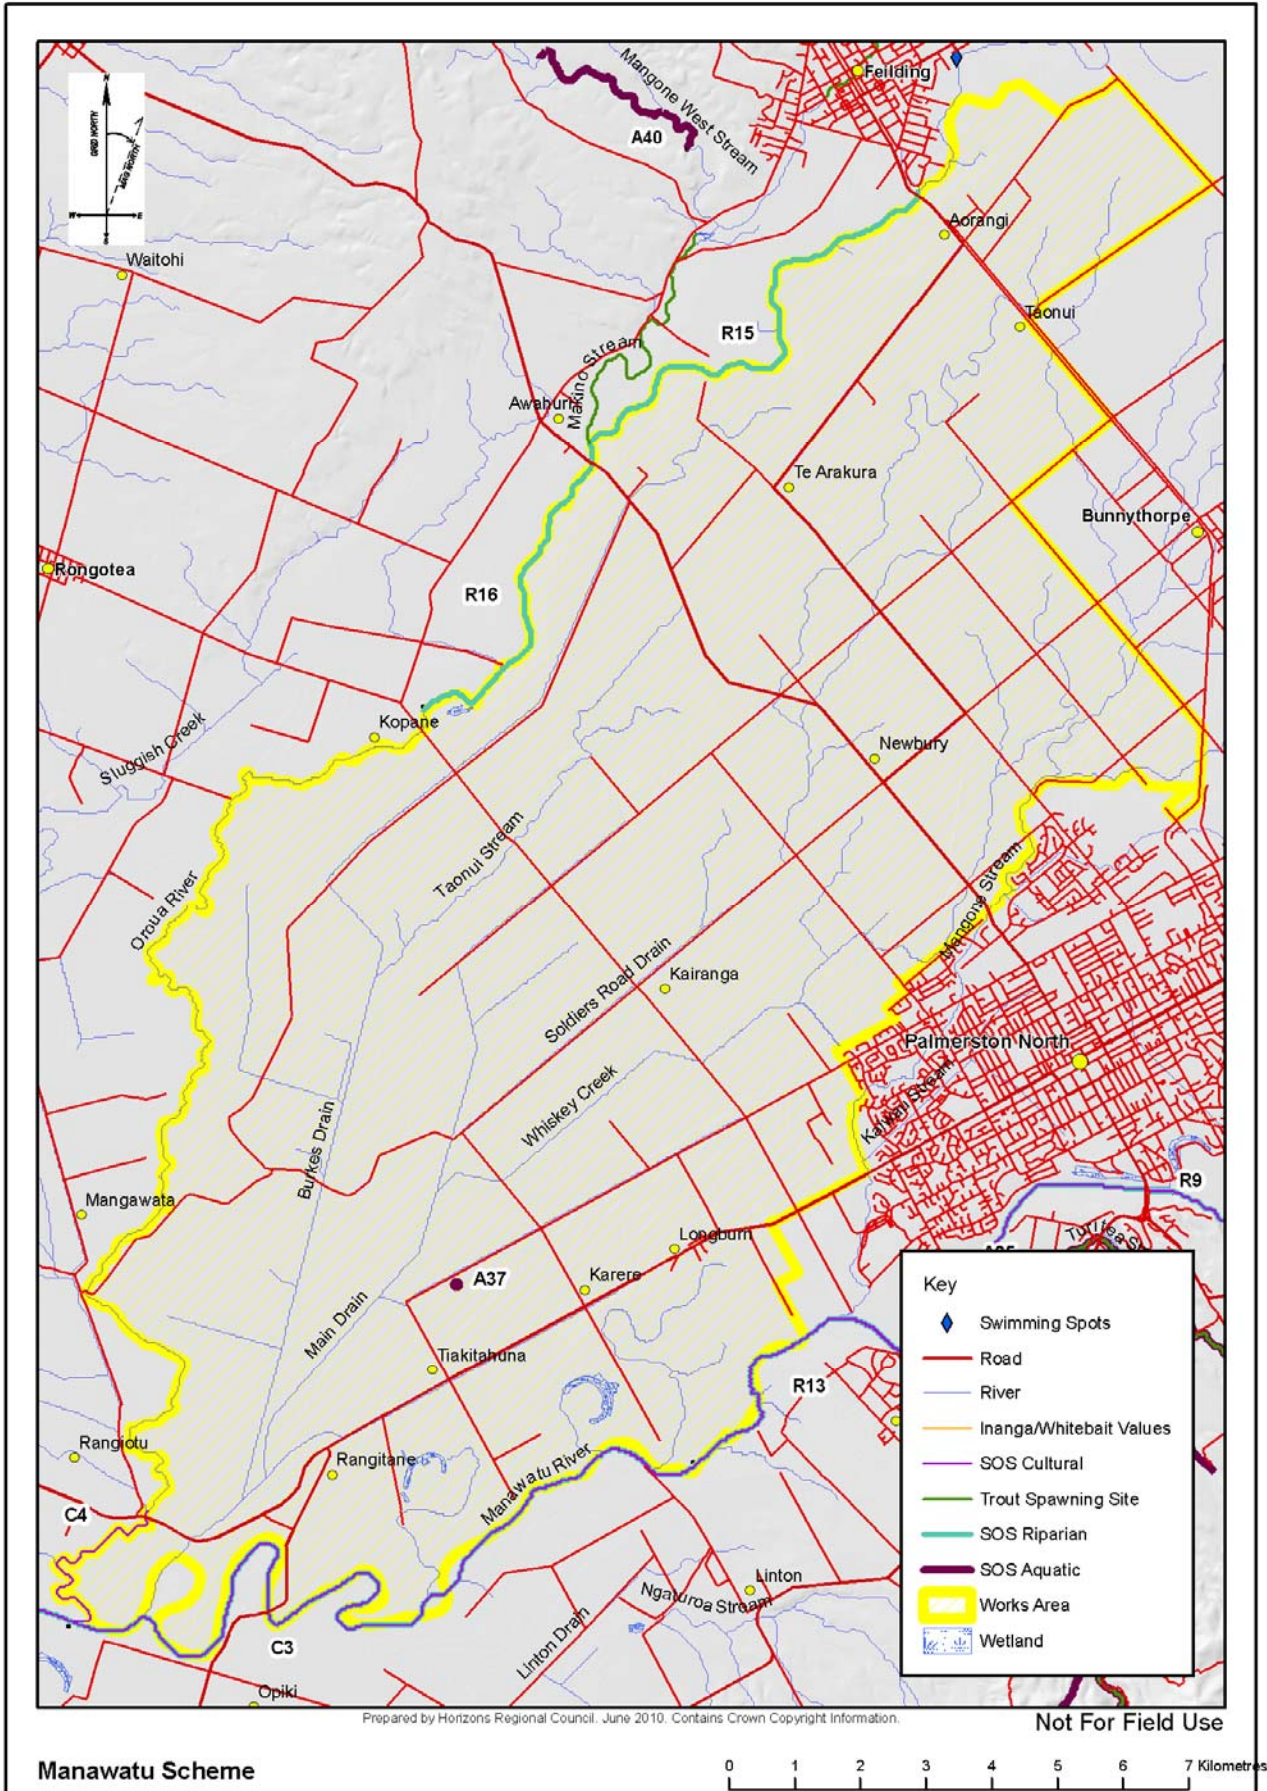 Mangone West Stream
Feilding
A40
N
GRID NORTH
MAG NORTH
W
E
S
Aorangi
Waitohi
Taonui
R15
Makino Stream
Awahuri
Te Arakura
Bunnythorpe
Rongotea
R16
Kopane
Sluggish Creek
Newbury
Taonui Stream
Mangone Stream
Oroua River
Soldiers Road Drain
Kairanga
Palmerston North
Whiskey Creek
Kawau Stream
Burkes Drain
R9
Mangawata
Longburn
A37
Karere
Main Drain
Tiakitahuna
R13
Rangiotu
Rangitane
Manawatu River
C4
Linton
Ngaturoa Stream
C3
Linton Drain
Opiki
Key
Swimming Spots
Road
River
Inanga/Whitebait Values
SOS Cultural
Trout Spawning Site
SOS Riparian
SOS Aquatic
Works Area
Wetland
Prepared by Horizons Regional Council. June 2010. Contains Crown Copyright Information.
Not For Field Use
Manawatu Scheme
0 1 2 3 4 5 6 7 Kilometres